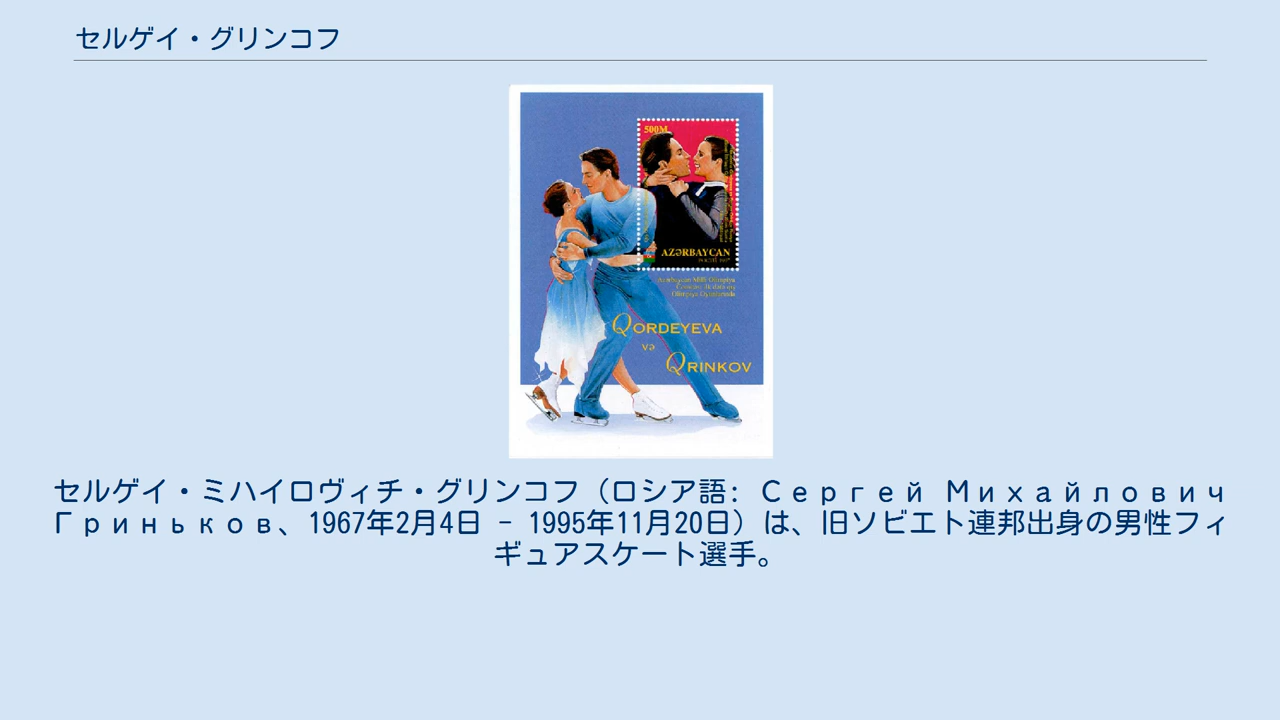 セルゲイ・グリンコフ
500M
AZƏRBAYCAN
QORDEYEVA
və
QRINKOV
セルゲイ・ミハイロヴィチ・グリンコフ（ロシア語: Сергей Михайлович
Гриньков、1967年2月4日 - 1995年11月20日）は、旧ソビエト連邦出身の男性フィ
ギュアスケート選手。